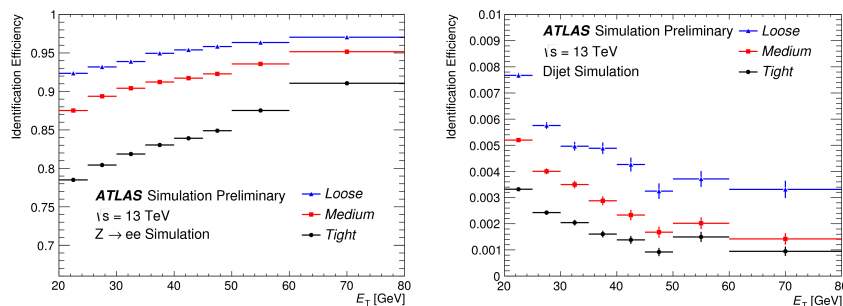 Identification Efficiency
1
0.95
0.9
0.85
0.8
0.75
0.7
ATLAS Simulation Preliminary
√s = 13 TeV
Z → ee Simulation
Loose
Medium
Tight
20 30 40 50 60 70 80
E_T [GeV]
Identification Efficiency
0.01
0.009
0.008
0.007
0.006
0.005
0.004
0.003
0.002
0.001
0
ATLAS Simulation Preliminary
√s = 13 TeV
Dijet Simulation
Loose
Medium
Tight
20 30 40 50 60 70 80
E_T [GeV]